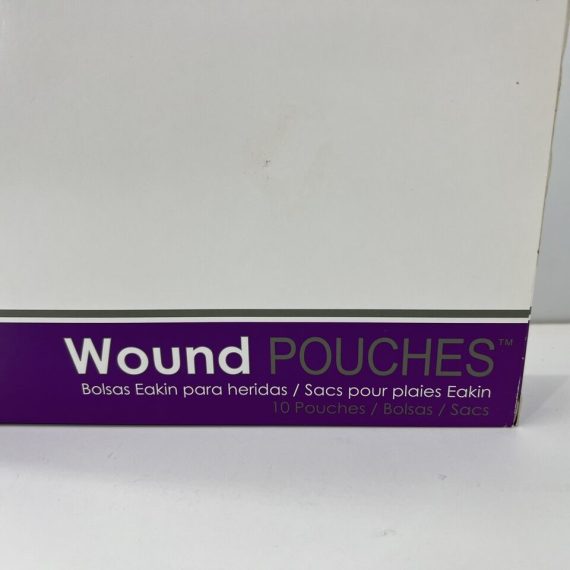 Wound POUCHES™
Bolsas Eakin para heridas / Sacs pour plaies Eakin
10 Pouches / Bolsas / Sacs